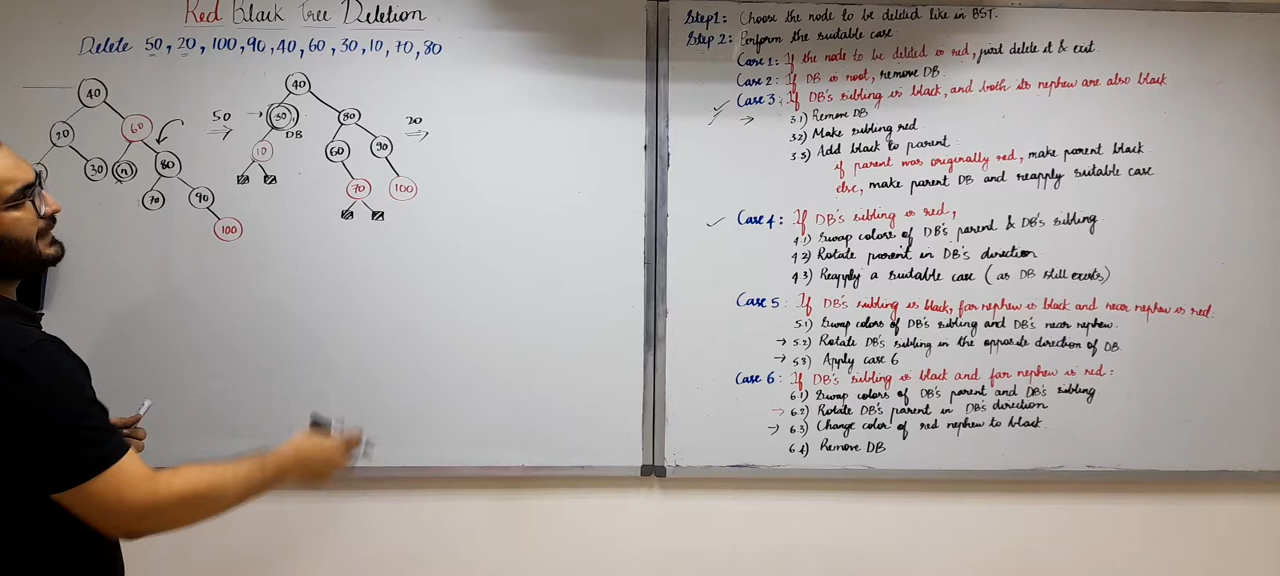 Red Black Tree Deletion
Delete 50, 20, 100, 90, 40, 60, 30, 10, 70, 80
40
20
60
30
n
80
70
90
100
50
40
30
DB
10
80
60
90
70
100
20
Step1: Choose the node to be deleted like in BST.
Step 2: Perform the suitable case.
Case 1: If the node to be deleted is red, just delete it & exit.
Case 2: If DB is root, remove DB
Case 3: If DB's sibling is black, and both its nephew are also black
3.1) Remove DB
3.2) Make sibling red
3.3) Add black to parent:
if parent was originally red, make parent black
else, make parent DB and reapply suitable case.
Case 4: If DB's sibling is red,
4.1) Swap colors of DB's parent & DB's sibling
4.2) Rotate parent in DB's direction
4.3) Reapply a suitable case (as DB still exists)
Case 5: If DB's sibling is black, far nephew is black and near nephew is red.
5.1) Swap colors of DB's sibling and DB's near nephew.
5.2) Rotate DB's sibling in the opposite direction of DB.
5.3) Apply case 6
Case 6: If DB's sibling is black and far nephew is red:
6.1) Swap colors of DB's parent and DB's sibling
6.2) Rotate DB's parent in DB's direction
6.3) Change color of red nephew to black.
6.4) Remove DB